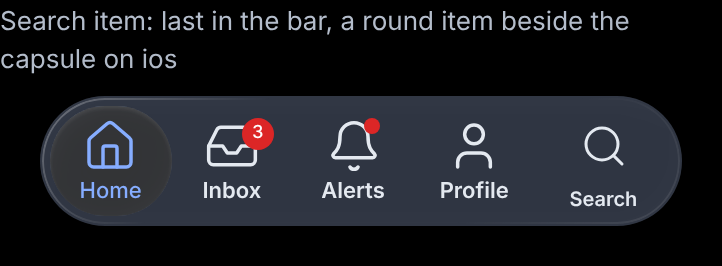 Search item: last in the bar, a round item beside the
capsule on ios
3
Home
Inbox
Alerts
Profile
Search